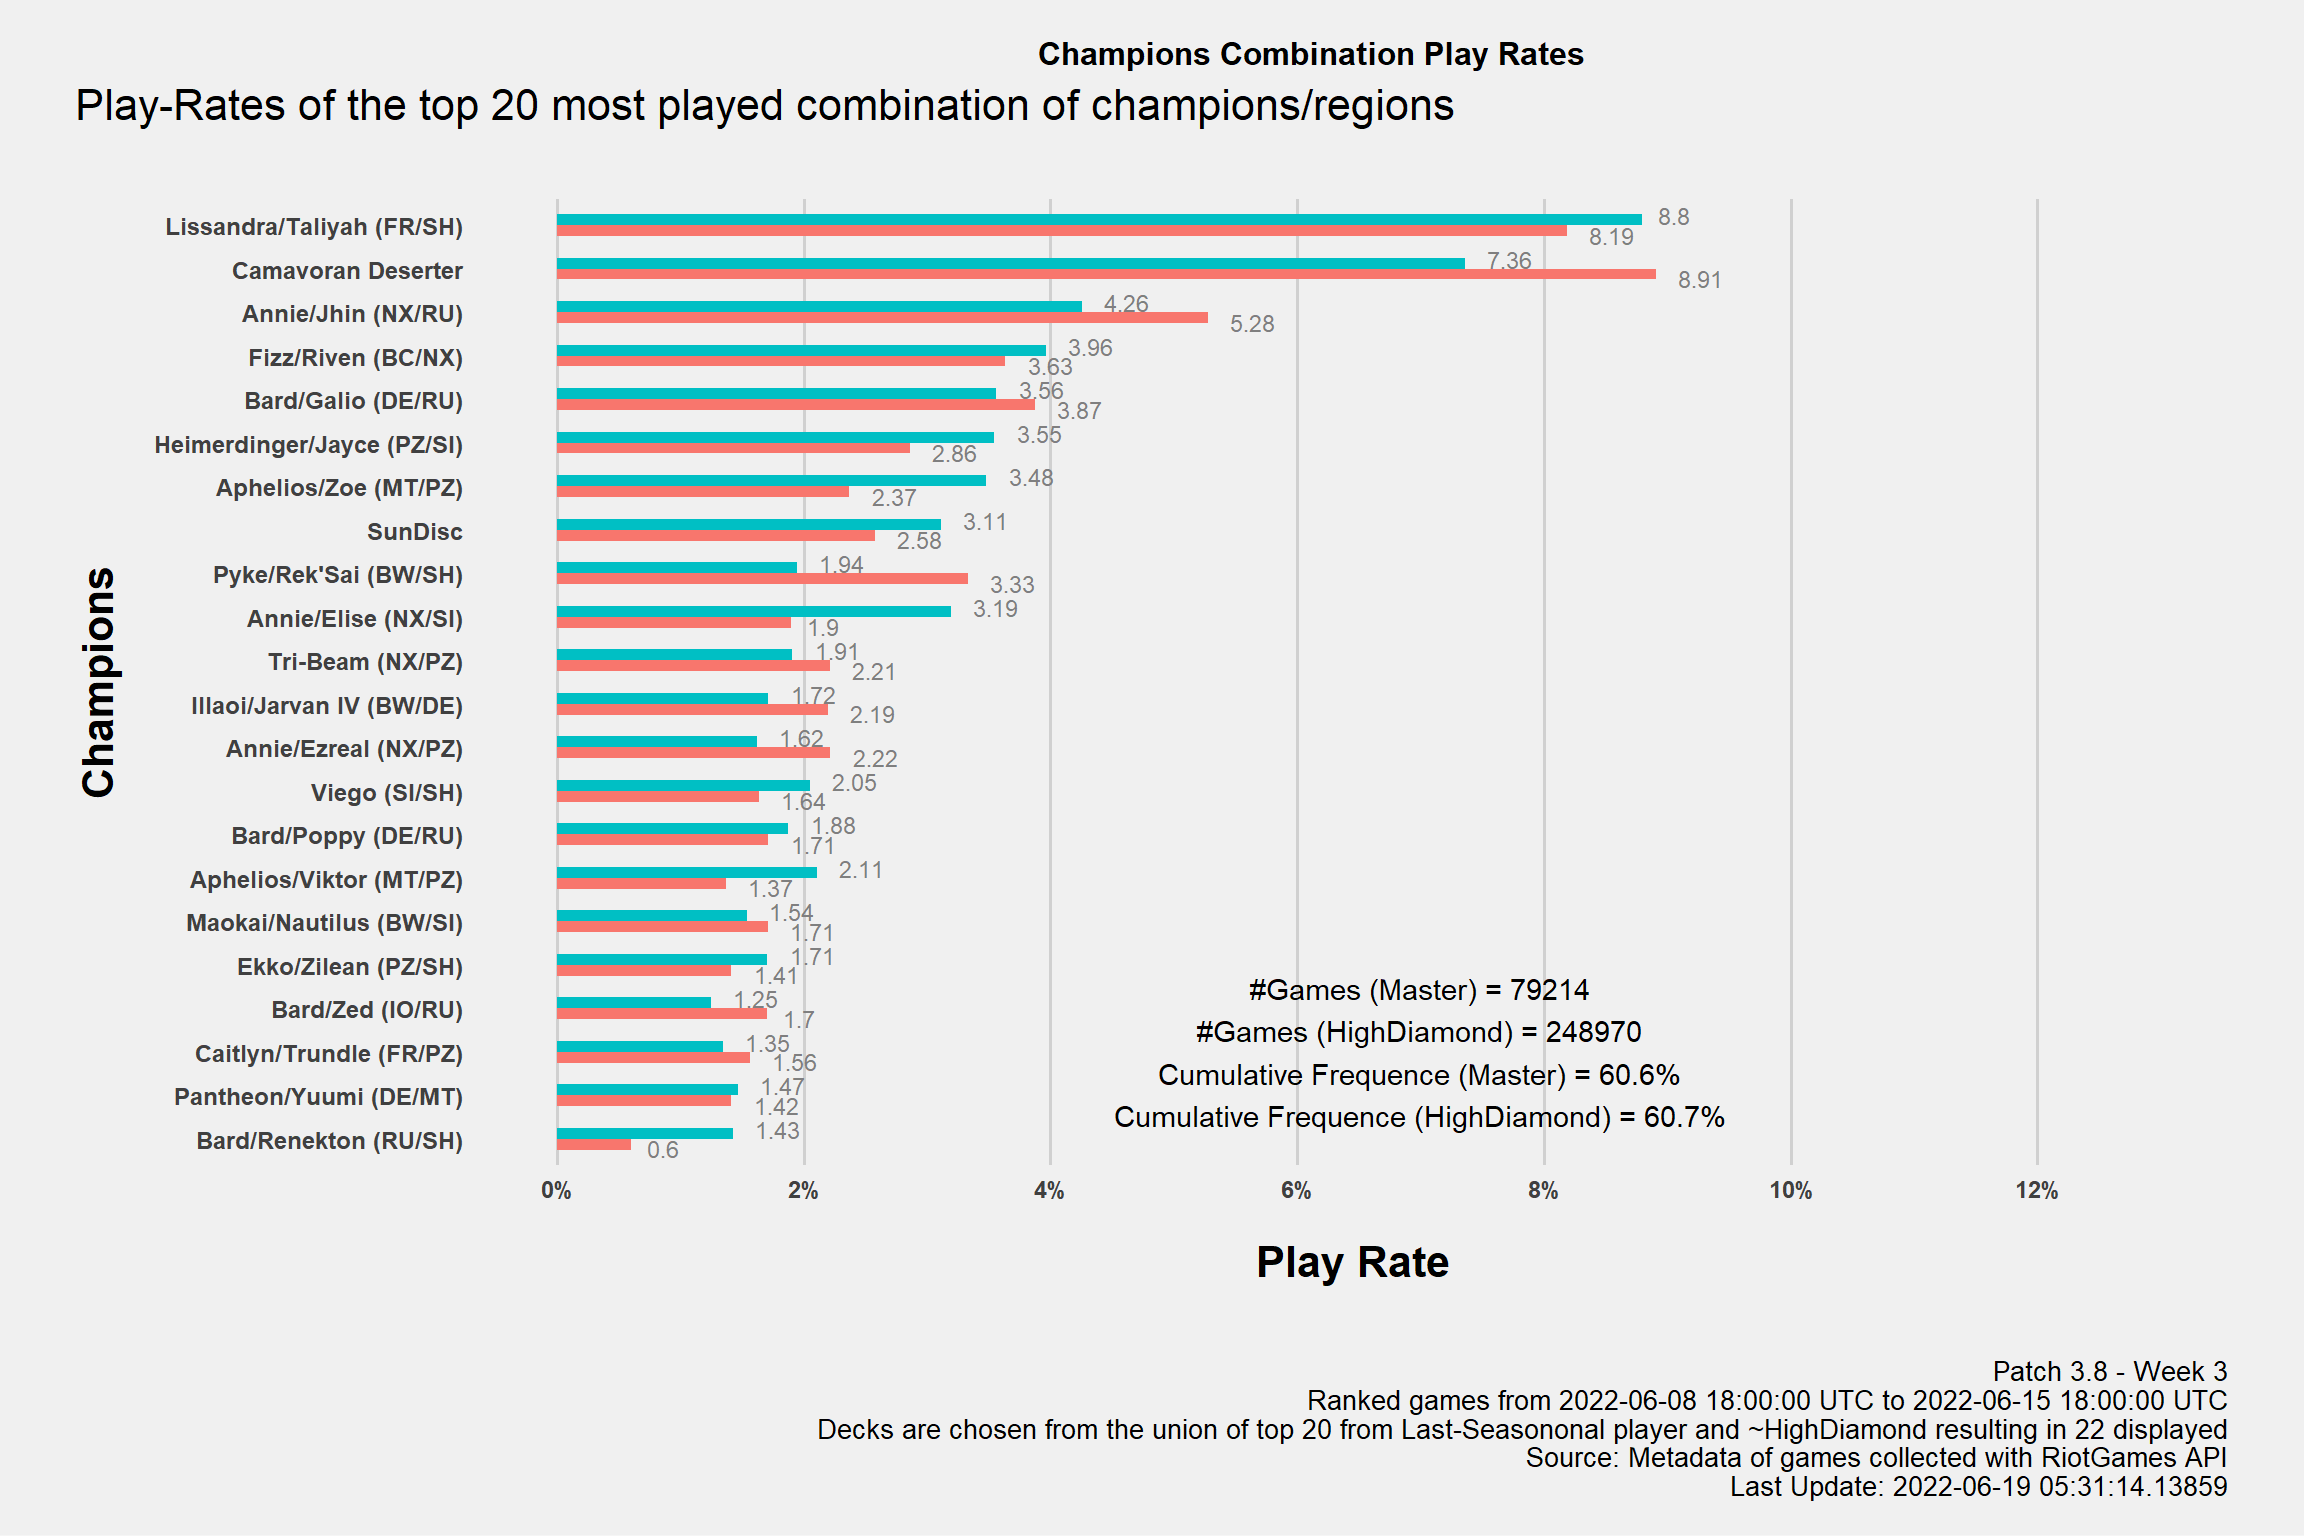 Champions Combination Play Rates
Play-Rates of the top 20 most played combination of champions/regions
Champions
Lissandra/Taliyah (FR/SH) 8.8
8.19
Camavoran Deserter 7.36
8.91
Annie/Jhin (NX/RU) 4.26
5.28
Fizz/Riven (BC/NX) 3.96
3.63
Bard/Galio (DE/RU) 3.56
3.87
Heimerdinger/Jayce (PZ/SI) 3.55
2.86
Aphelios/Zoe (MT/PZ) 3.48
2.37
SunDisc 3.11
2.58
Pyke/Rek'Sai (BW/SH) 1.94
3.33
Annie/Elise (NX/SI) 3.19
1.9
Tri-Beam (NX/PZ) 1.91
2.21
Illaoi/Jarvan IV (BW/DE) 1.72
2.19
Annie/Ezreal (NX/PZ) 1.62
2.22
Viego (SI/SH) 2.05
1.64
Bard/Poppy (DE/RU) 1.88
1.71
Aphelios/Viktor (MT/PZ) 2.11
1.37
Maokai/Nautilus (BW/SI) 1.54
1.71
Ekko/Zilean (PZ/SH) 1.71
1.41
Bard/Zed (IO/RU) 1.25
1.7
Caitlyn/Trundle (FR/PZ) 1.35
1.56
Pantheon/Yuumi (DE/MT) 1.47
1.42
Bard/Renekton (RU/SH) 1.43
0.6
#Games (Master) = 79214
#Games (HighDiamond) = 248970
Cumulative Frequence (Master) = 60.6%
Cumulative Frequence (HighDiamond) = 60.7%
0% 2% 4% 6% 8% 10% 12%
Play Rate
Patch 3.8 - Week 3
Ranked games from 2022-06-08 18:00:00 UTC to 2022-06-15 18:00:00 UTC
Decks are chosen from the union of top 20 from Last-Seasononal player and ~HighDiamond resulting in 22 displayed
Source: Metadata of games collected with RiotGames API
Last Update: 2022-06-19 05:31:14.13859